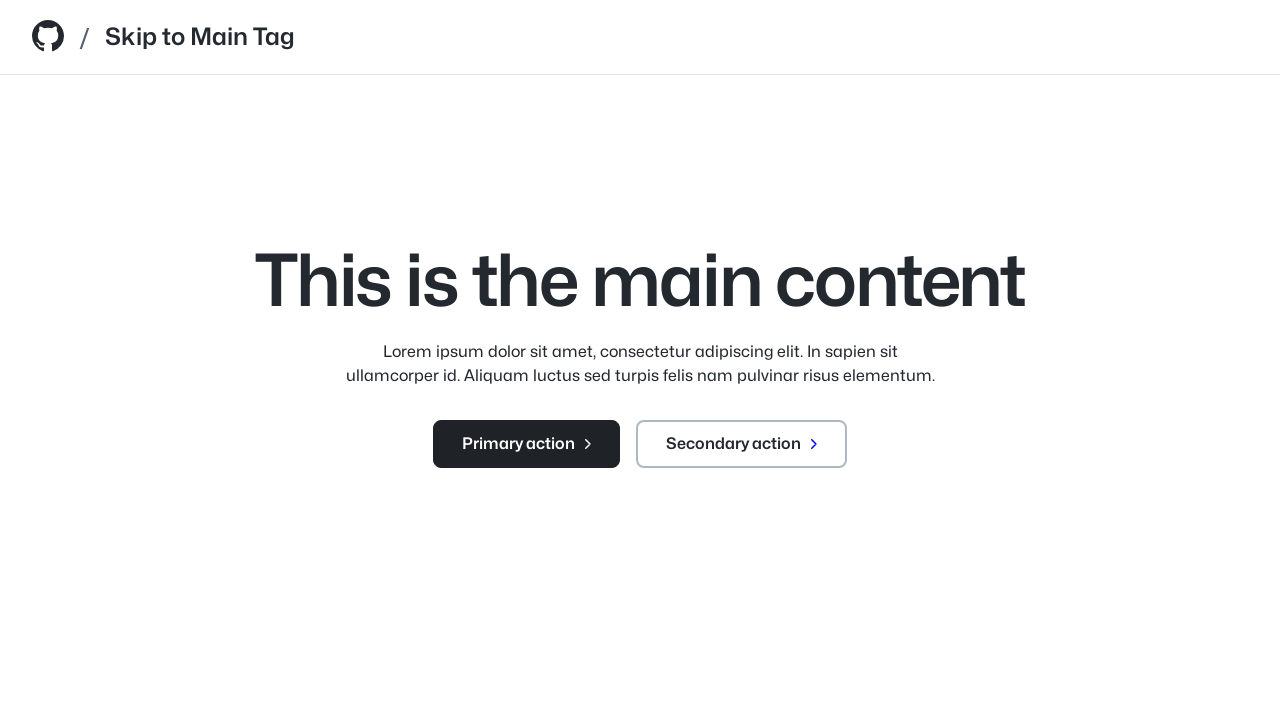 / Skip to Main Tag
This is the main content
Lorem ipsum dolor sit amet, consectetur adipiscing elit. In sapien sit
ullamcorper id. Aliquam luctus sed turpis felis nam pulvinar risus elementum.
Primary action
Secondary action